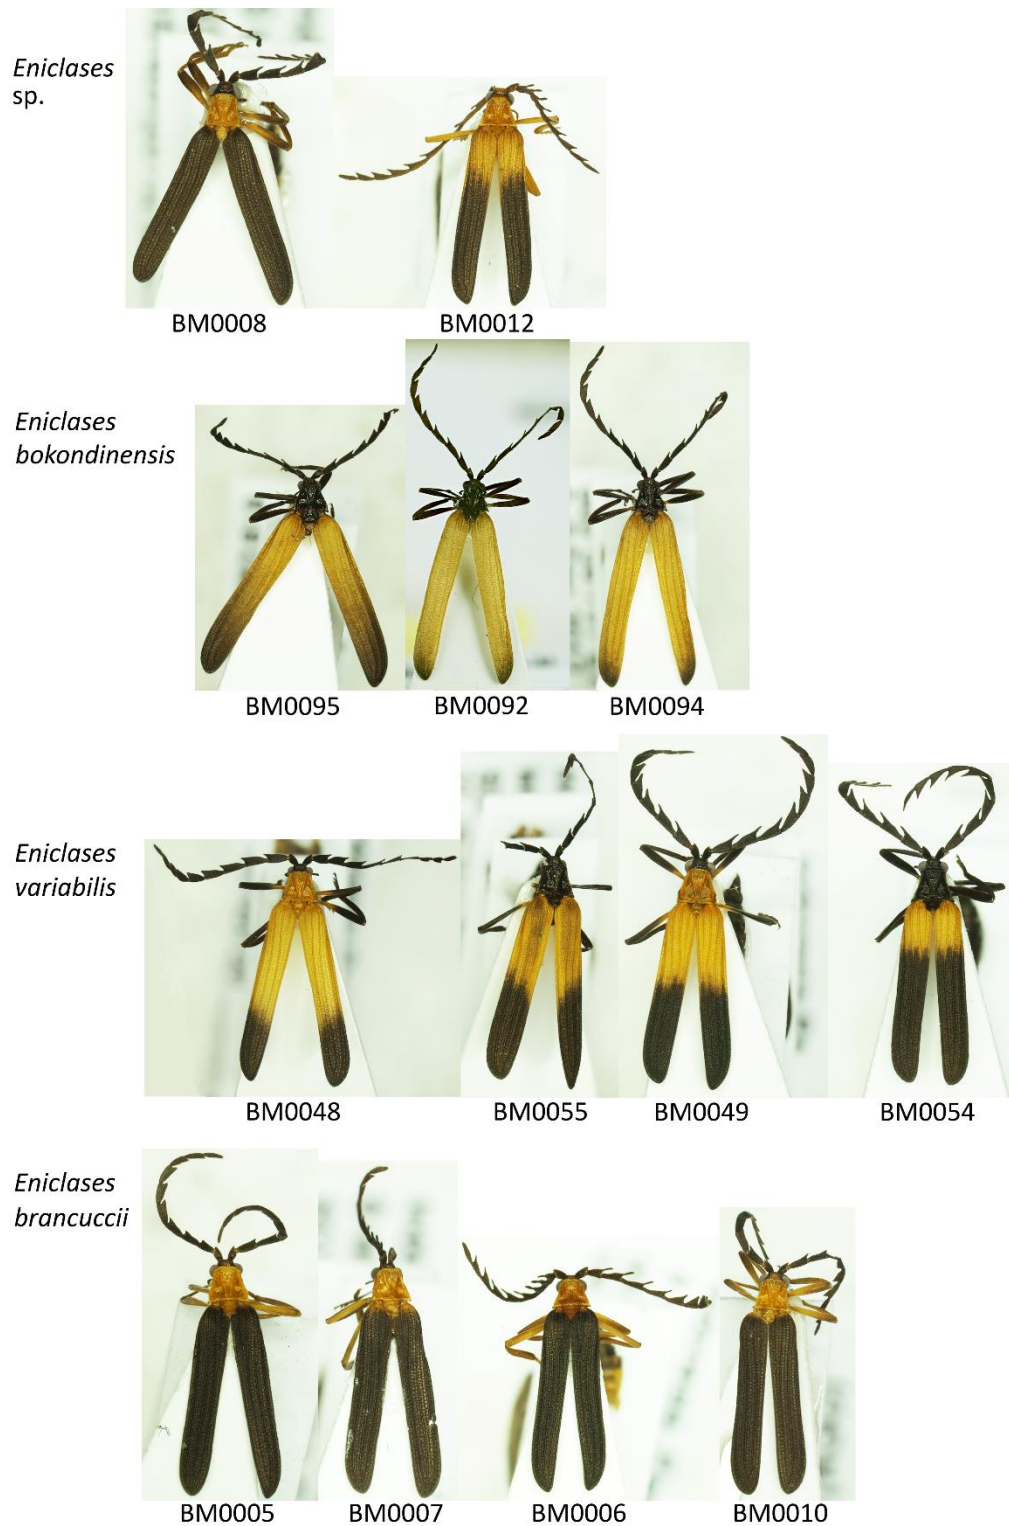 Eniclases
sp.
BM0008
BM0012
Eniclases
bokondinensis
BM0095
BM0092
BM0094
Eniclases
variabilis
BM0048
BM0055
BM0049
BM0054
Eniclases
brancuccii
BM0005
BM0007
BM0006
BM0010